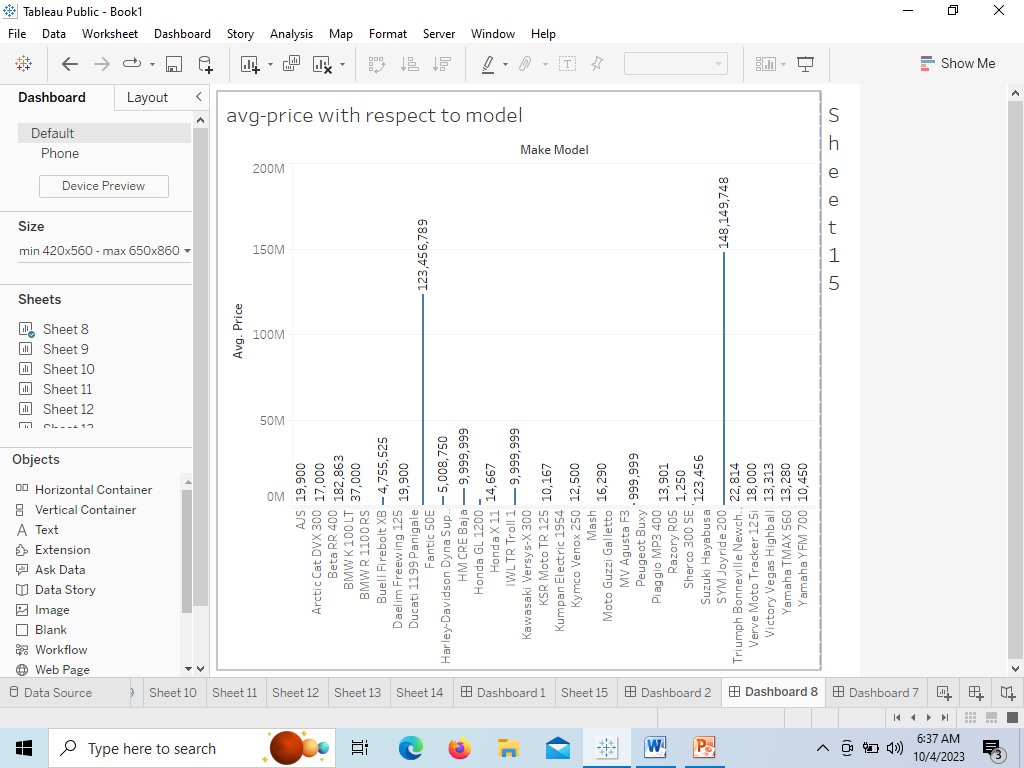 Tableau Public - Book1
File Data Worksheet Dashboard Story Analysis Map Format Server Window Help
Show Me
Dashboard Layout
Default
Phone
Device Preview
Size
min 420x560 - max 650x860
Sheets
Sheet 8
Sheet 9
Sheet 10
Sheet 11
Sheet 12
Objects
Horizontal Container
Vertical Container
Text
Extension
Ask Data
Data Story
Image
Blank
Workflow
Web Page
avg-price with respect to model
Make Model
Avg. Price
200M
150M
100M
50M
0M
19,900
17,000
182,863
37,000
4,755,525
19,900
123,456,789
5,008,750
9,999,999
14,667
9,999,999
10,167
12,500
16,290
999,999
13,901
1,250
123,456
148,149,748
22,814
18,000
13,313
13,280
10,450
AJS
Arctic Cat DVX 300
Beta RR 400
BMW K 100 LT
BMW R 1100 RS
Buell Firebolt XB
Daelim Freewing 125
Ducati 1199 Panigale
Fantic 50E
Harley-Davidson Dyna Sup..
HM CRE Baja
Honda GL 1200
Honda X 11
IWL TR Troll 1
Kawasaki Versys-X 300
KSR Moto TR 125
Kumpan Electric 1954
Kymco Venox 250
Mash
Moto Guzzi Galletto
MV Agusta F3
Peugeot Buxy
Piaggio MP3 400
Razory R05
Sherco 300 SE
Suzuki Hayabusa
SYM Joyride 200
Triumph Bonneville Newch..
Verve Moto Tracker 125i
Victory Vegas Highball
Yamaha TMAX 560
Yamaha YFM 700
S
h
e
e
t
1
5
Data Source Sheet 10 Sheet 11 Sheet 12 Sheet 13 Sheet 14 Dashboard 1 Sheet 15 Dashboard 2 Dashboard 8 Dashboard 7
Type here to search
6:37 AM
10/4/2023
3